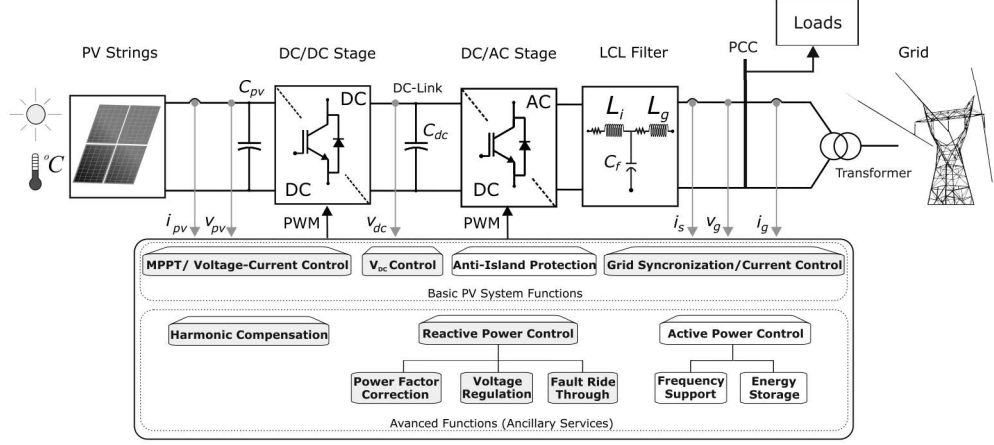 Loads
PV Strings
DC/DC Stage
DC/AC Stage
LCL Filter
PCC
Grid
C_pv
DC
DC-Link
AC
L_i
L_g
C_dc
C_f
°C
DC
DC
Transformer
i_pv
v_pv
PWM
v_dc
PWM
i_s
v_g
i_g
MPPT/ Voltage-Current Control
V_DC Control
Anti-Island Protection
Grid Syncronization/Current Control
Basic PV System Functions
Harmonic Compensation
Reactive Power Control
Active Power Control
Power Factor
Correction
Voltage
Regulation
Fault Ride
Through
Frequency
Support
Energy
Storage
Avanced Functions (Ancillary Services)